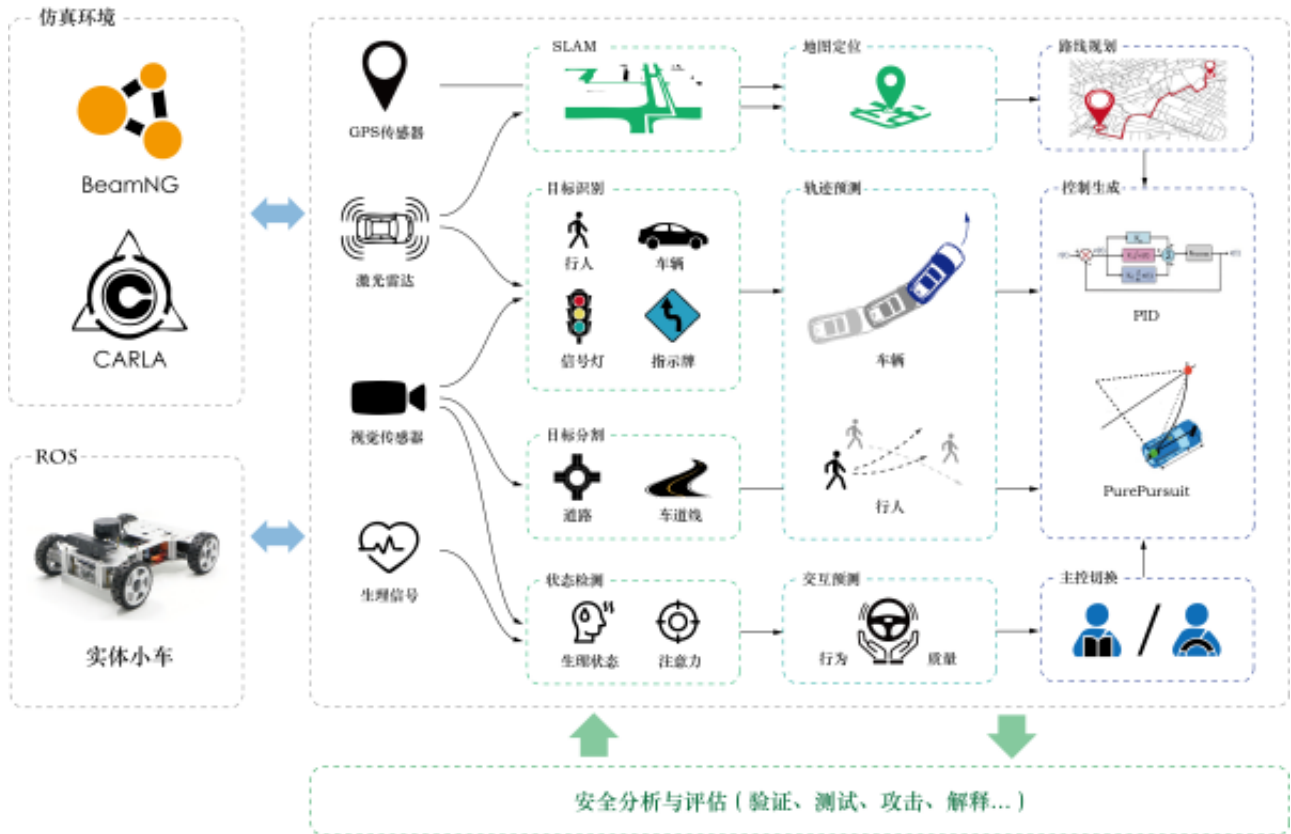 仿真环境
BeamNG
CARLA
ROS
实体小车
GPS传感器
激光雷达
视觉传感器
生理信号
SLAM
地图定位
路线规划
目标识别
行人
车辆
信号灯
指示牌
轨迹预测
车辆
行人
控制生成
PID
PurePursuit
目标分割
道路
车道线
状态检测
生理状态
注意力
交互预测
行为
质量
主控切换
安全分析与评估（验证、测试、攻击、解释...）